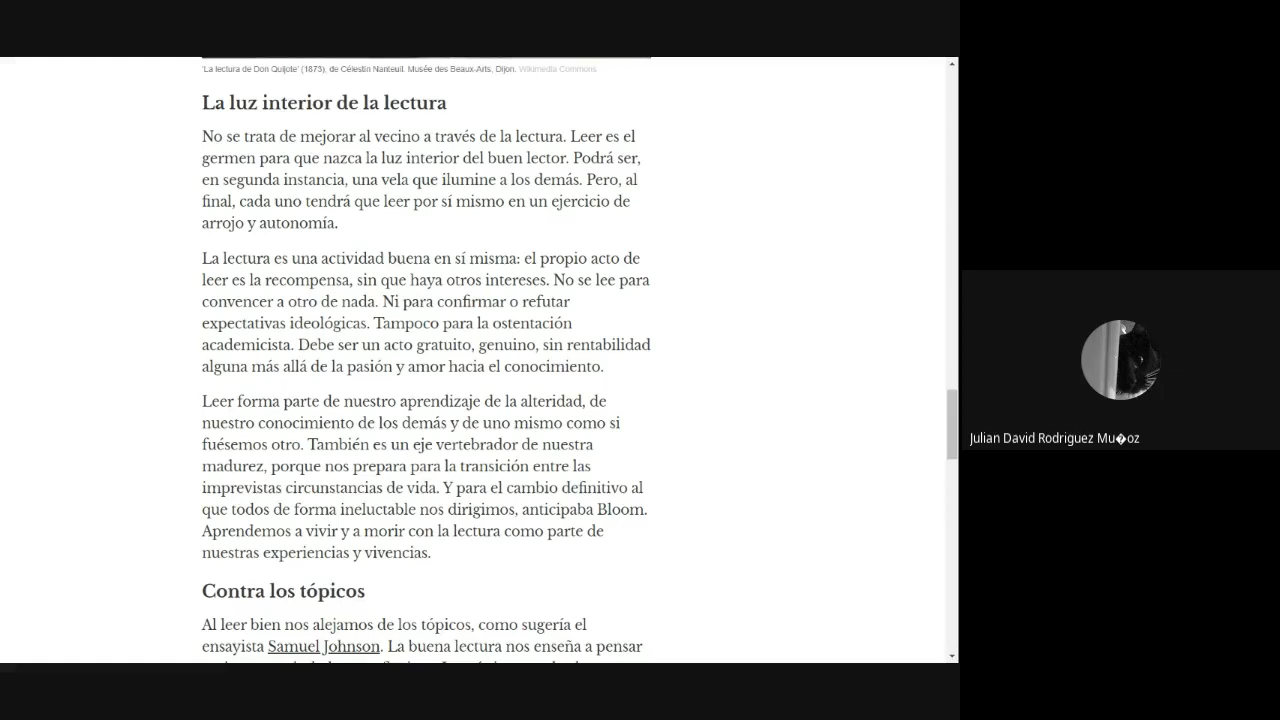 'La lectura de Don Quijote' (1873), de Célestin Nanteuil. Musée des Beaux-Arts, Dijon. Wikimedia Commons
La luz interior de la lectura
No se trata de mejorar al vecino a través de la lectura. Leer es el
germen para que nazca la luz interior del buen lector. Podrá ser,
en segunda instancia, una vela que ilumine a los demás. Pero, al
final, cada uno tendrá que leer por sí mismo en un ejercicio de
arrojo y autonomía.
La lectura es una actividad buena en sí misma: el propio acto de
leer es la recompensa, sin que haya otros intereses. No se lee para
convencer a otro de nada. Ni para confirmar o refutar
expectativas ideológicas. Tampoco para la ostentación
academicista. Debe ser un acto gratuito, genuino, sin rentabilidad
alguna más allá de la pasión y amor hacia el conocimiento.
Leer forma parte de nuestro aprendizaje de la alteridad, de
nuestro conocimiento de los demás y de uno mismo como si
fuésemos otro. También es un eje vertebrador de nuestra
madurez, porque nos prepara para la transición entre las
imprevistas circunstancias de vida. Y para el cambio definitivo al
que todos de forma ineluctable nos dirigimos, anticipaba Bloom.
Aprendemos a vivir y a morir con la lectura como parte de
nuestras experiencias y vivencias.
Contra los tópicos
Al leer bien nos alejamos de los tópicos, como sugería el
ensayista Samuel Johnson. La buena lectura nos enseña a pensar
Julian David Rodriguez Mu�oz